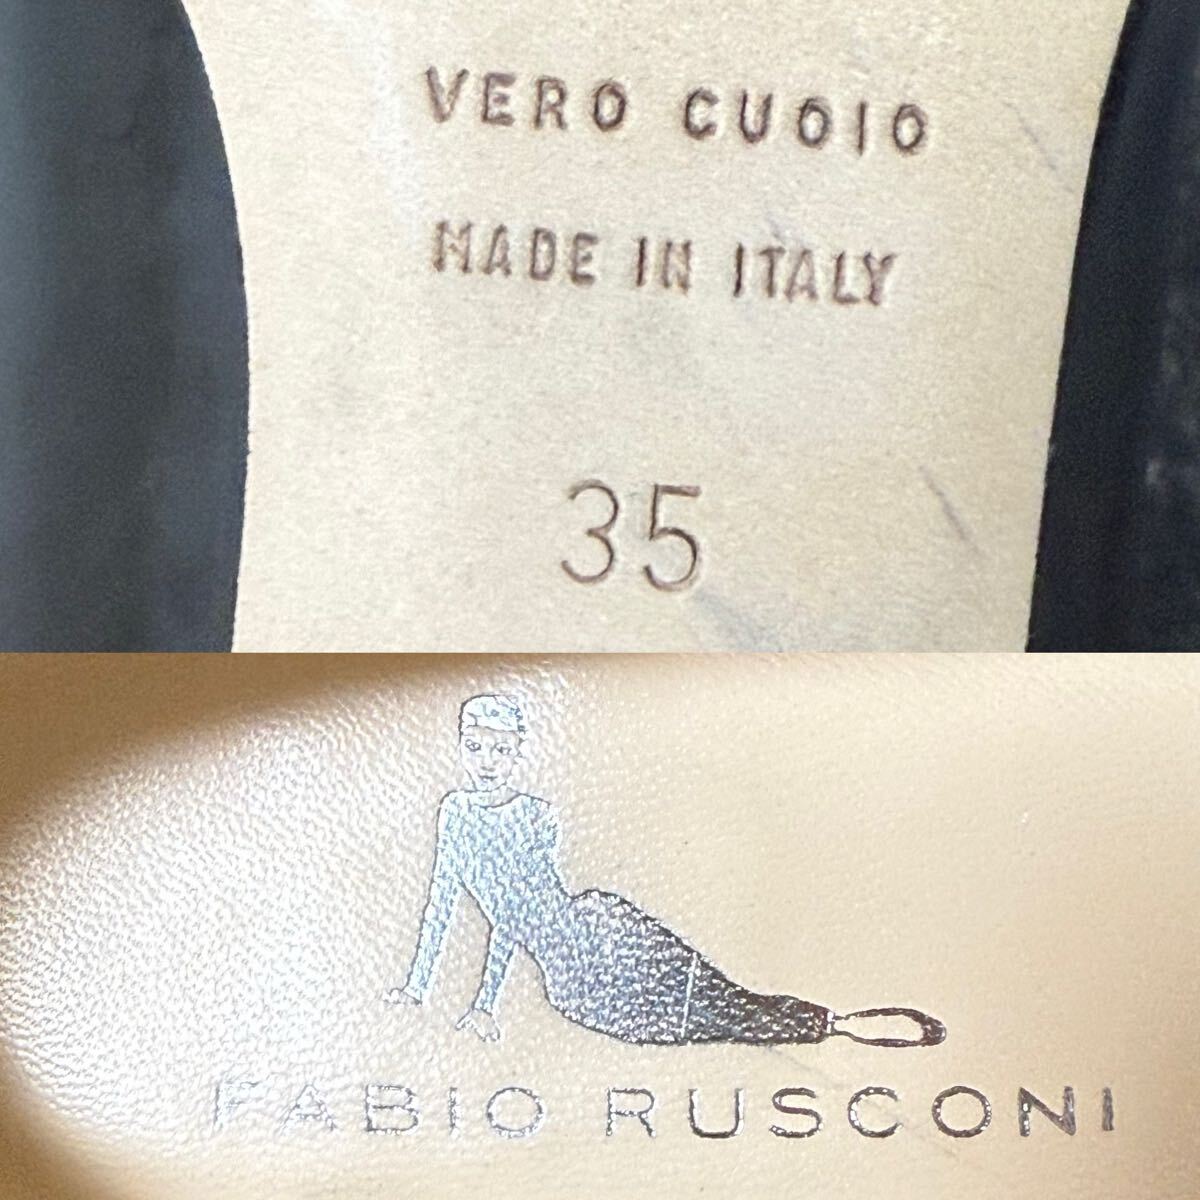 VERO CUOIO
MADE IN ITALY
35
FABIO RUSCONI